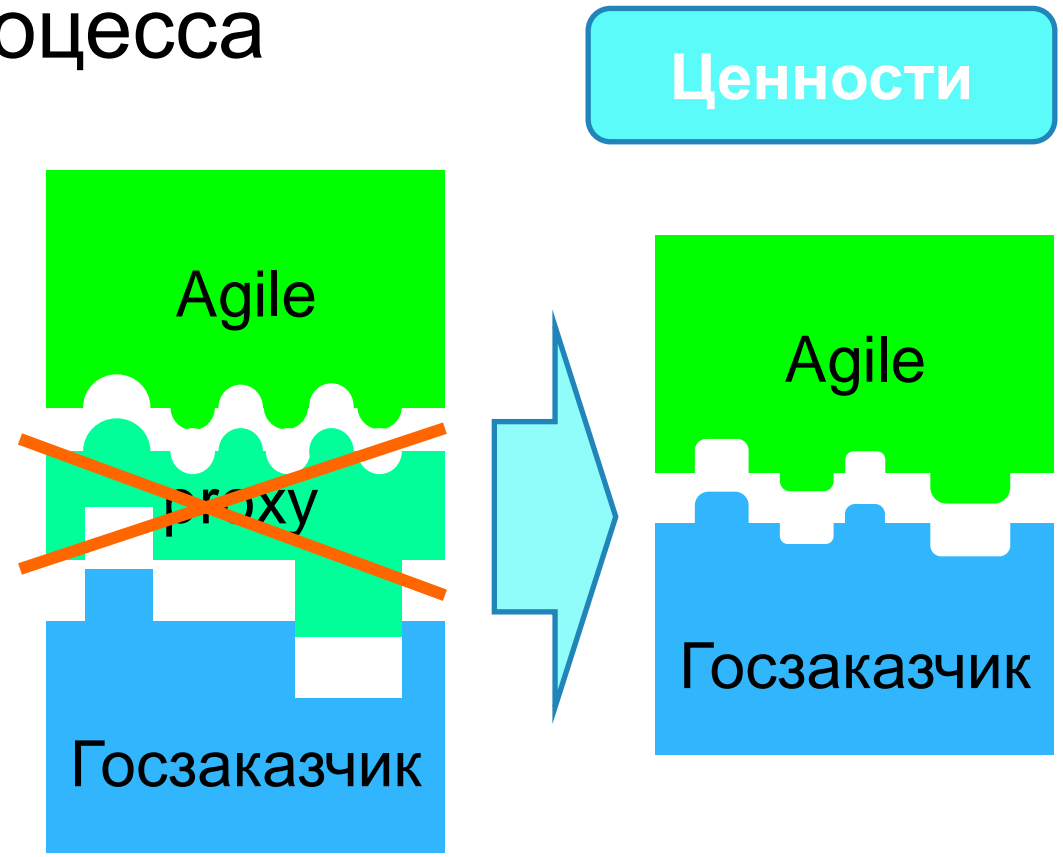 оцесса
Ценности
Agile
proxy
Госзаказчик
Agile
Госзаказчик